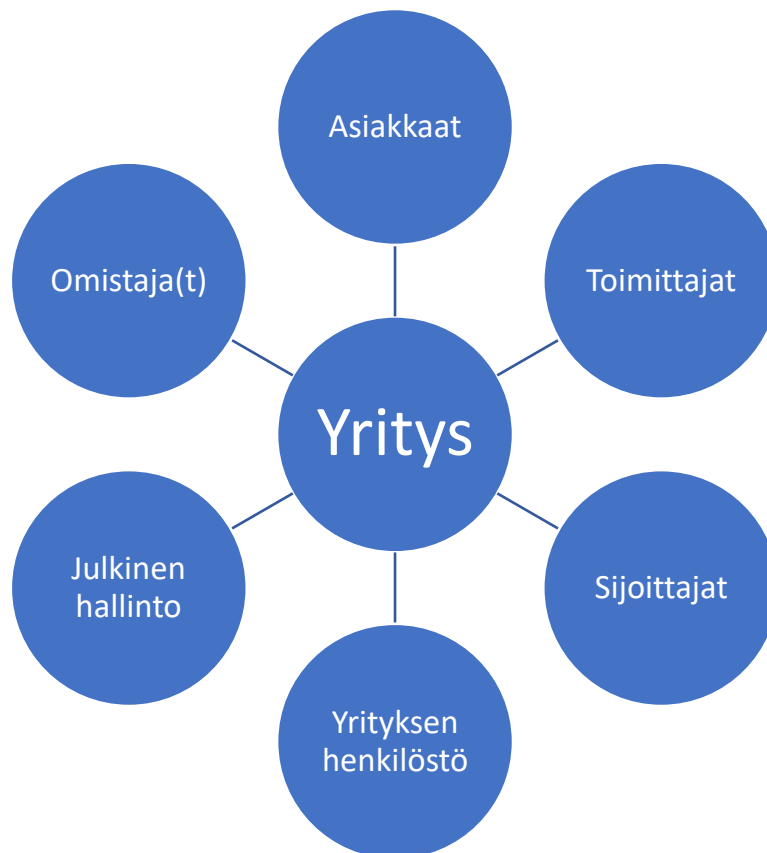 Asiakkaat
Omistaja(t)
Toimittajat
Yritys
Julkinen
hallinto
Sijoittajat
Yrityksen
henkilöstö